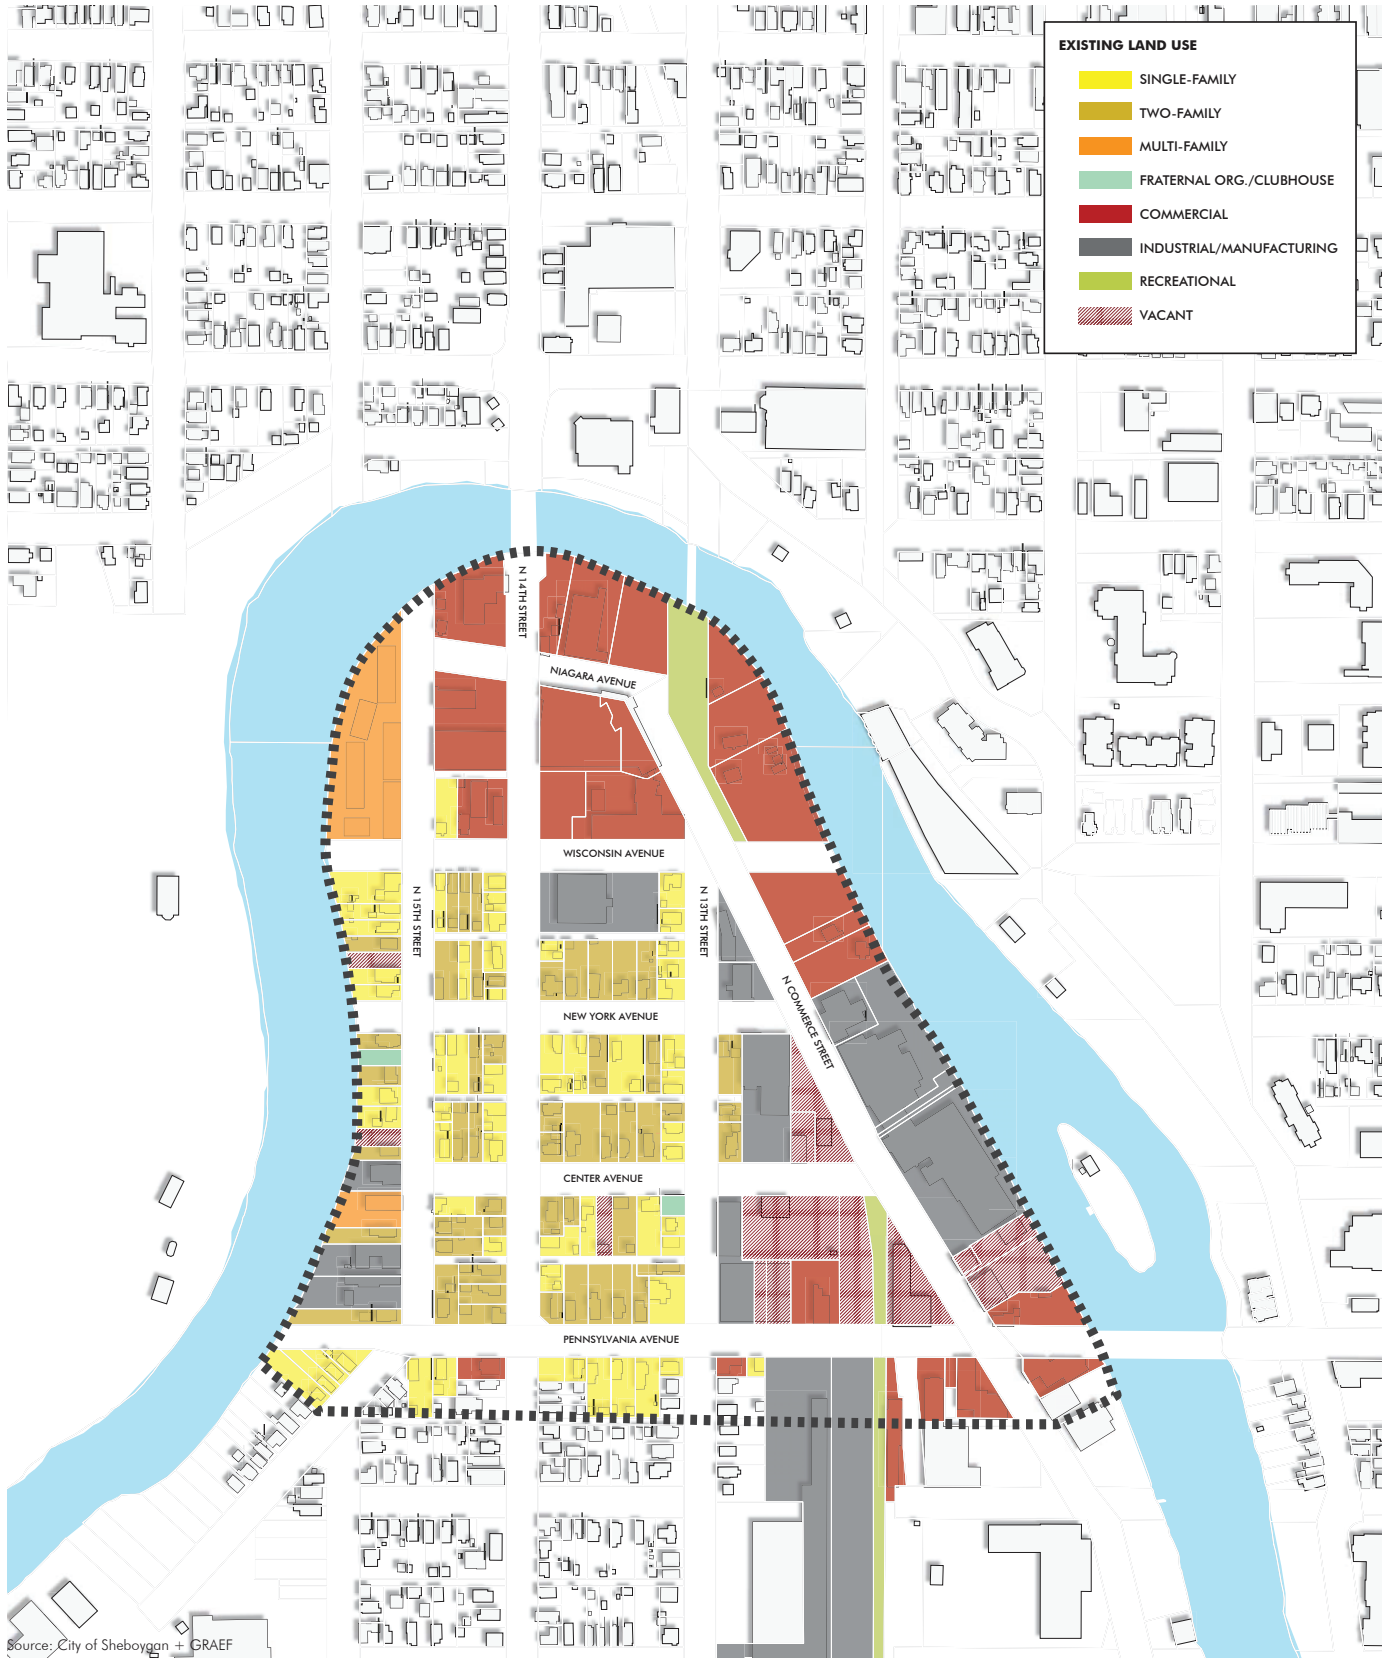 EXISTING LAND USE
SINGLE-FAMILY
TWO-FAMILY
MULTI-FAMILY
FRATERNAL ORG./CLUBHOUSE
COMMERCIAL
INDUSTRIAL/MANUFACTURING
RECREATIONAL
VACANT
N 14TH STREET
NIAGARA AVENUE
WISCONSIN AVENUE
N 15TH STREET
N 13TH STREET
N COMMERCE STREET
NEW YORK AVENUE
CENTER AVENUE
PENNSYLVANIA AVENUE
Source: City of Sheboygan + GRAEF